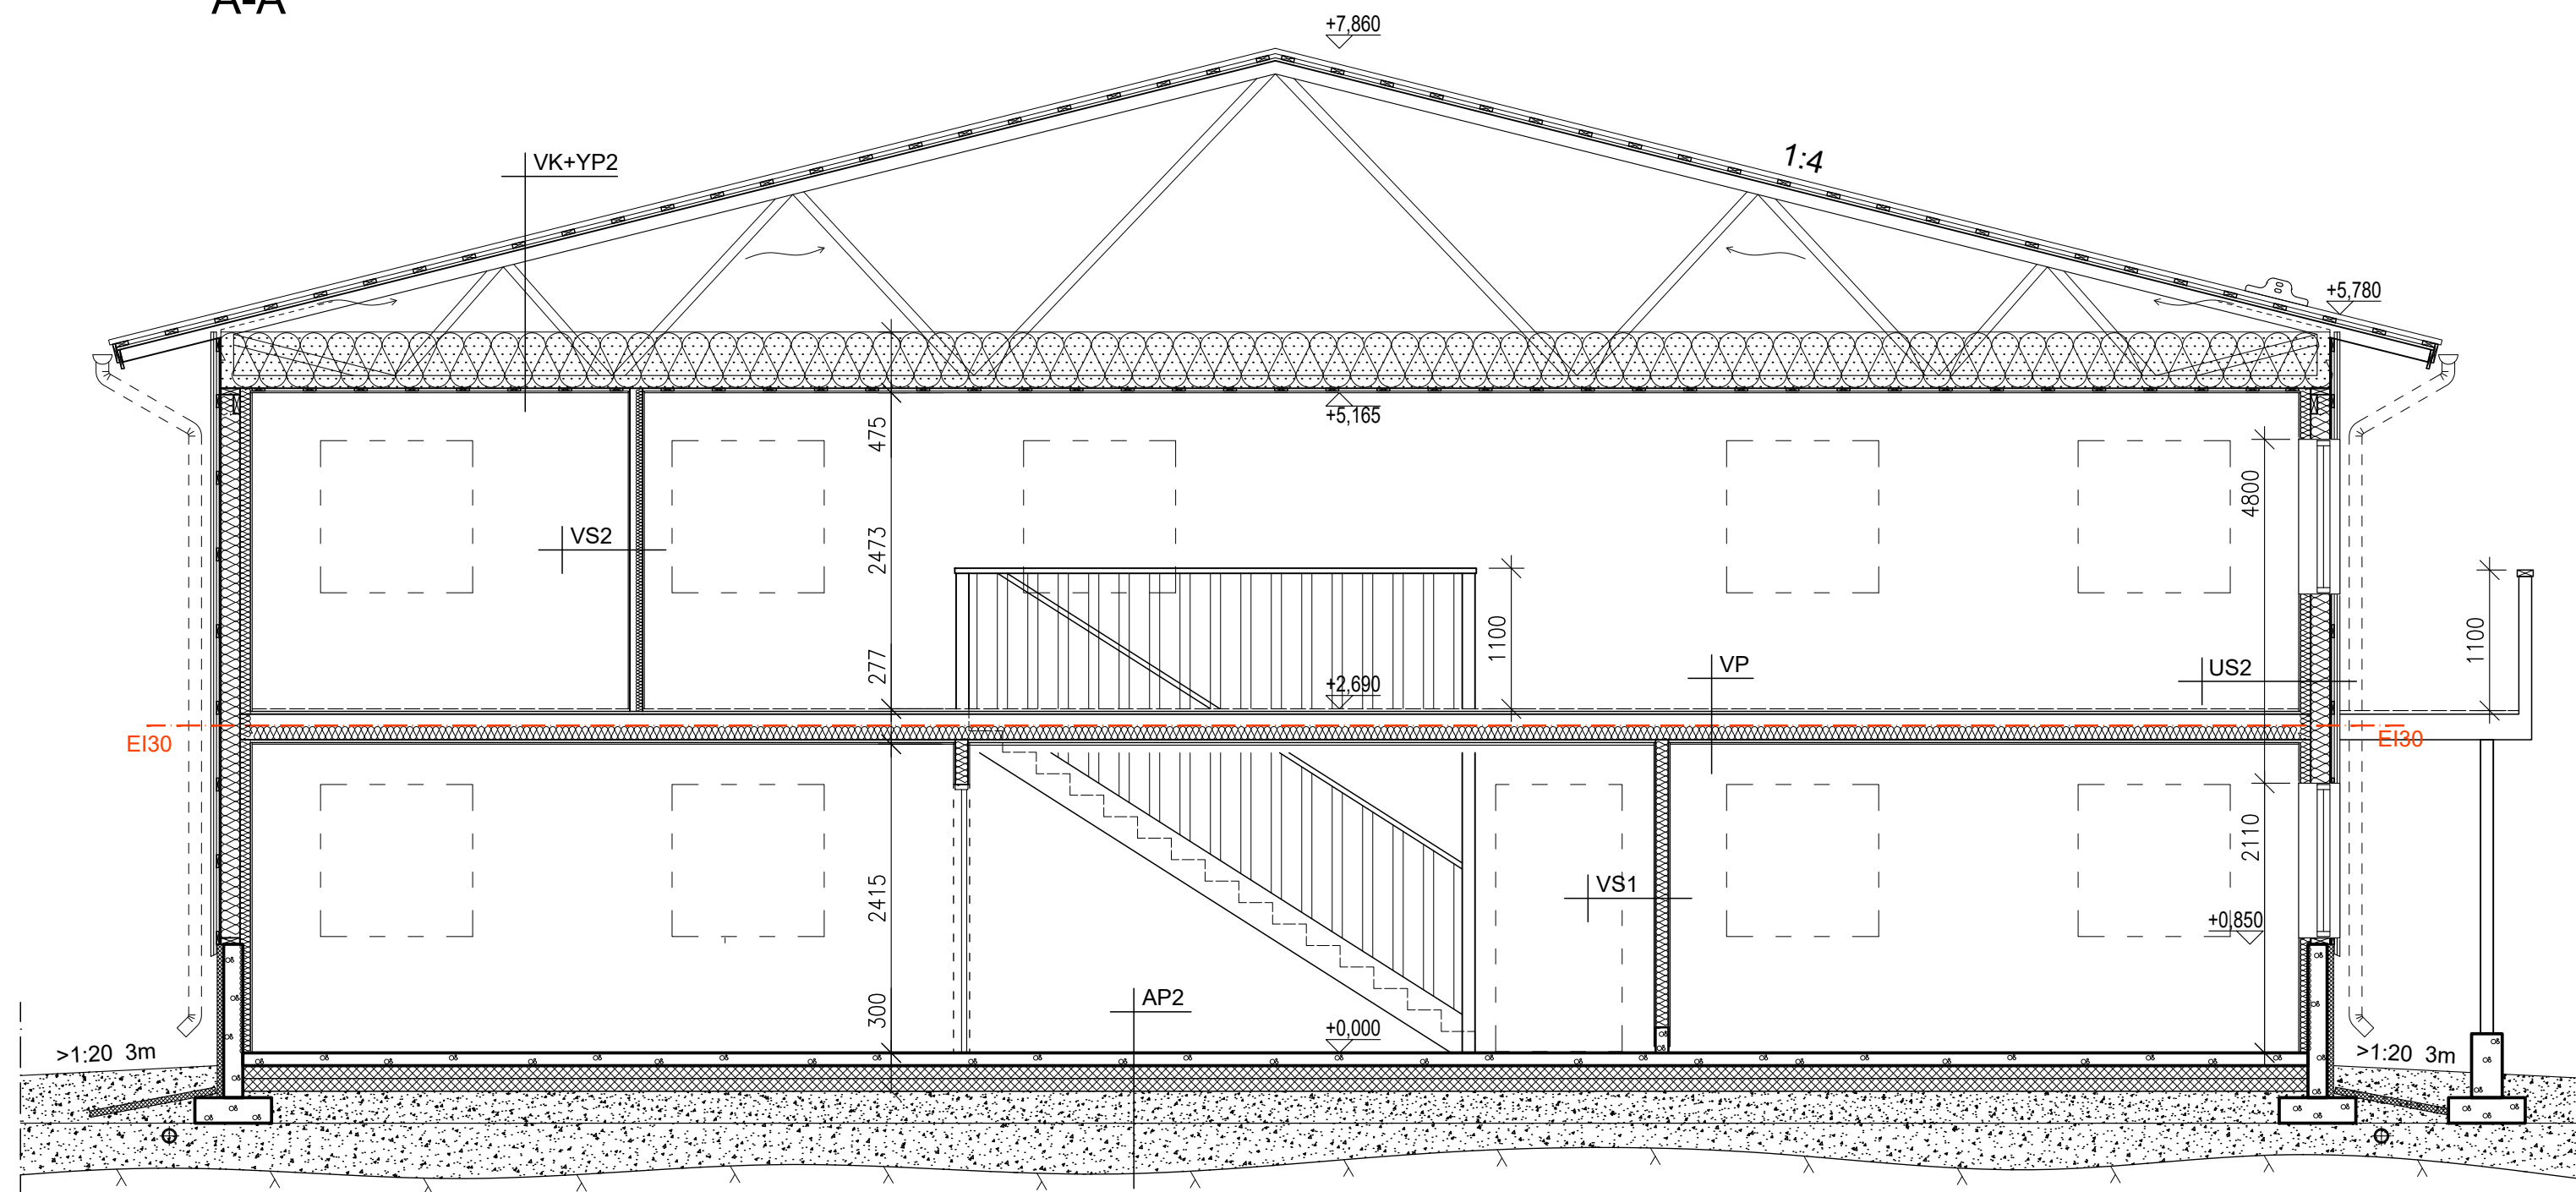 A-A
+7,860
1:4
VK+YP2
+5,780
+5,165
475
4800
VS2
2473
1100
1100
277
VP
US2
+2,690
EI30
EI30
2110
2415
VS1
+0,850
300
AP2
+0,000
>1:20 3m
>1:20 3m